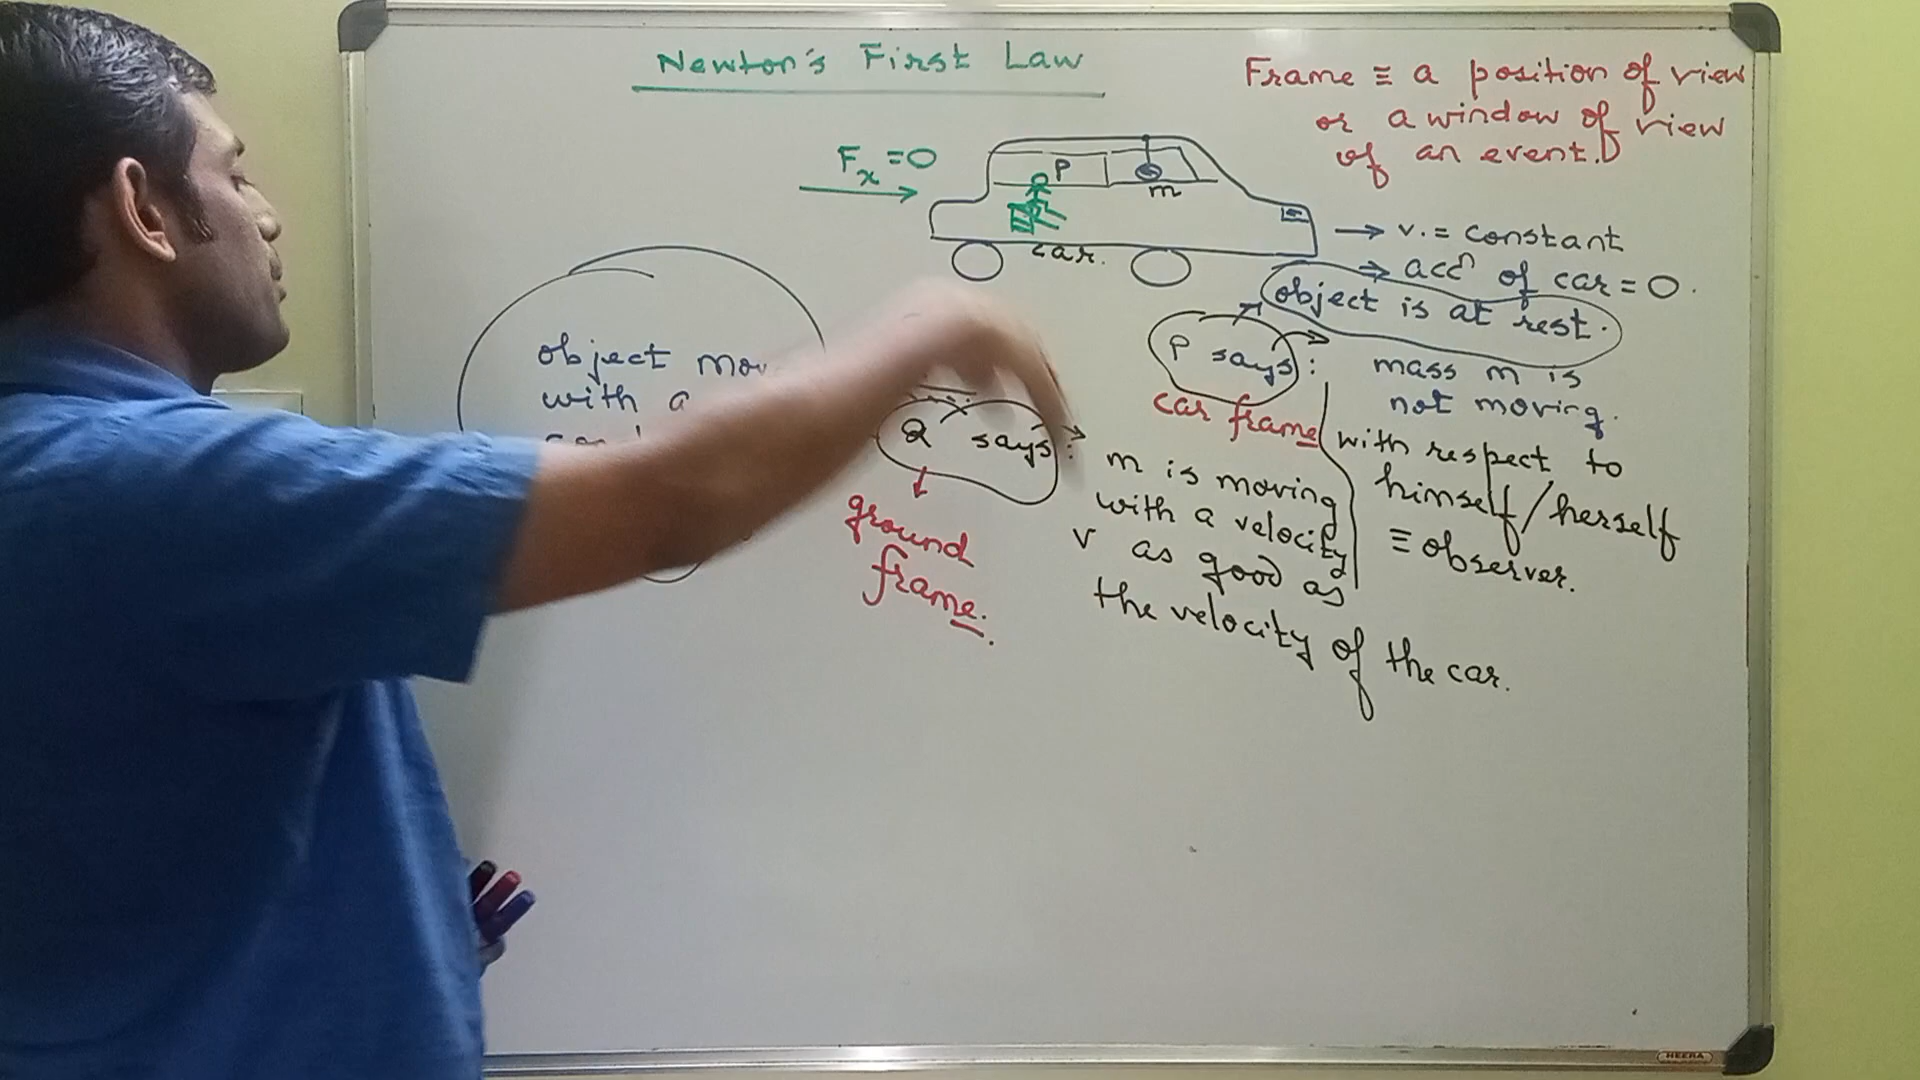 Newton's First Law
Frame ≡ a position of view
or a window of view
of an event.
Fx = 0
P
m
car.
→ v. = constant
⇒ accⁿ of car = 0.
object is at rest.
P says :
mass m is
not moving.
car frame
with respect to
himself/herself
≡ observer.
object mov
with a
Q says :
ground
frame.
m is moving
with a velocity
v as good as
the velocity of the car.
HEERA